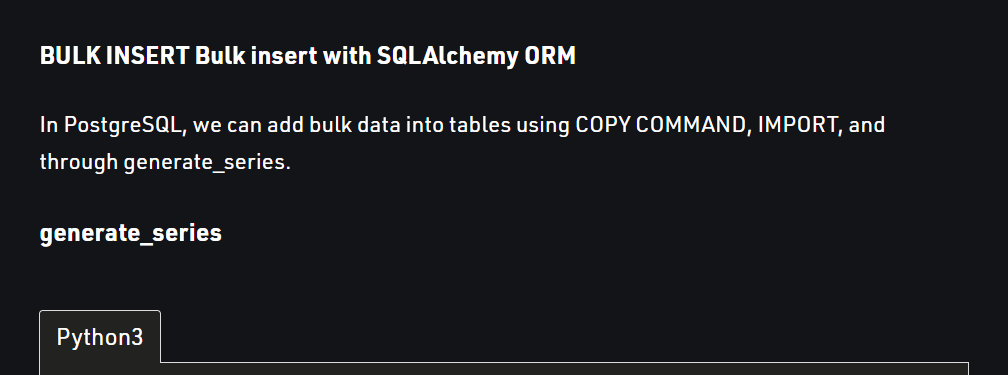 BULK INSERT Bulk insert with SQLAlchemy ORM
In PostgreSQL, we can add bulk data into tables using COPY COMMAND, IMPORT, and
through generate_series.
generate_series
Python3